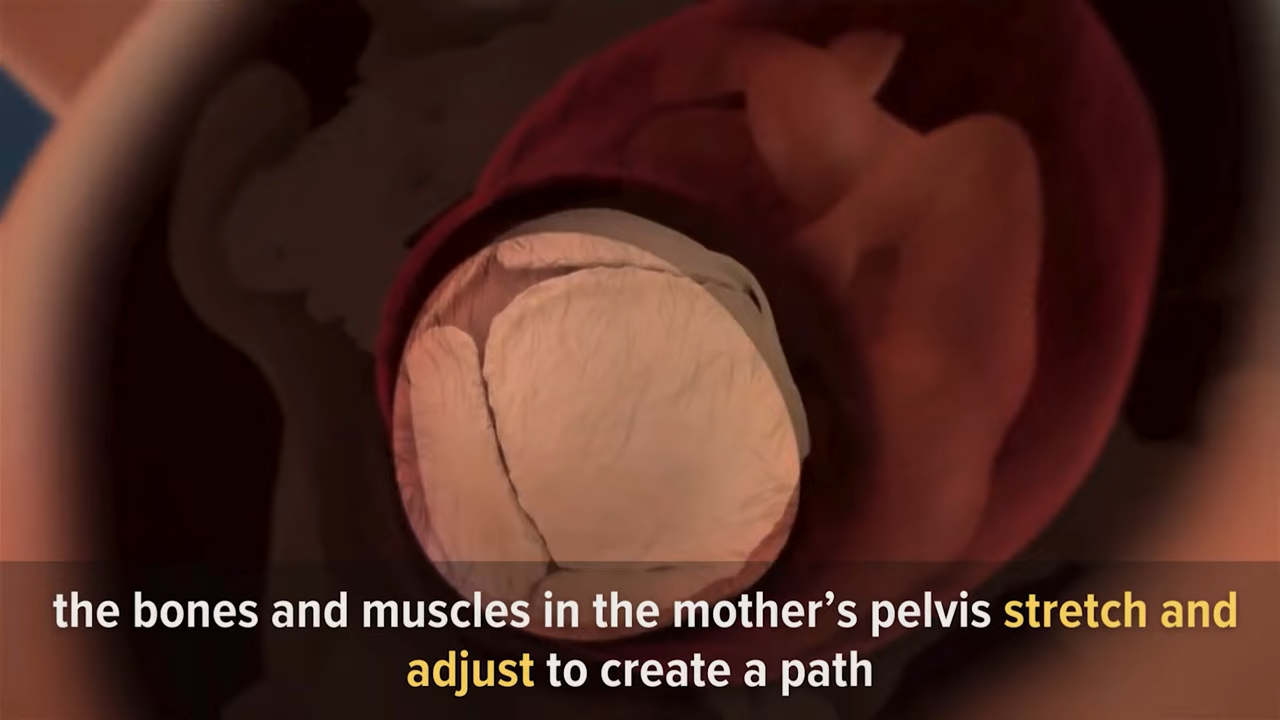 the bones and muscles in the mother’s pelvis stretch and
adjust to create a path